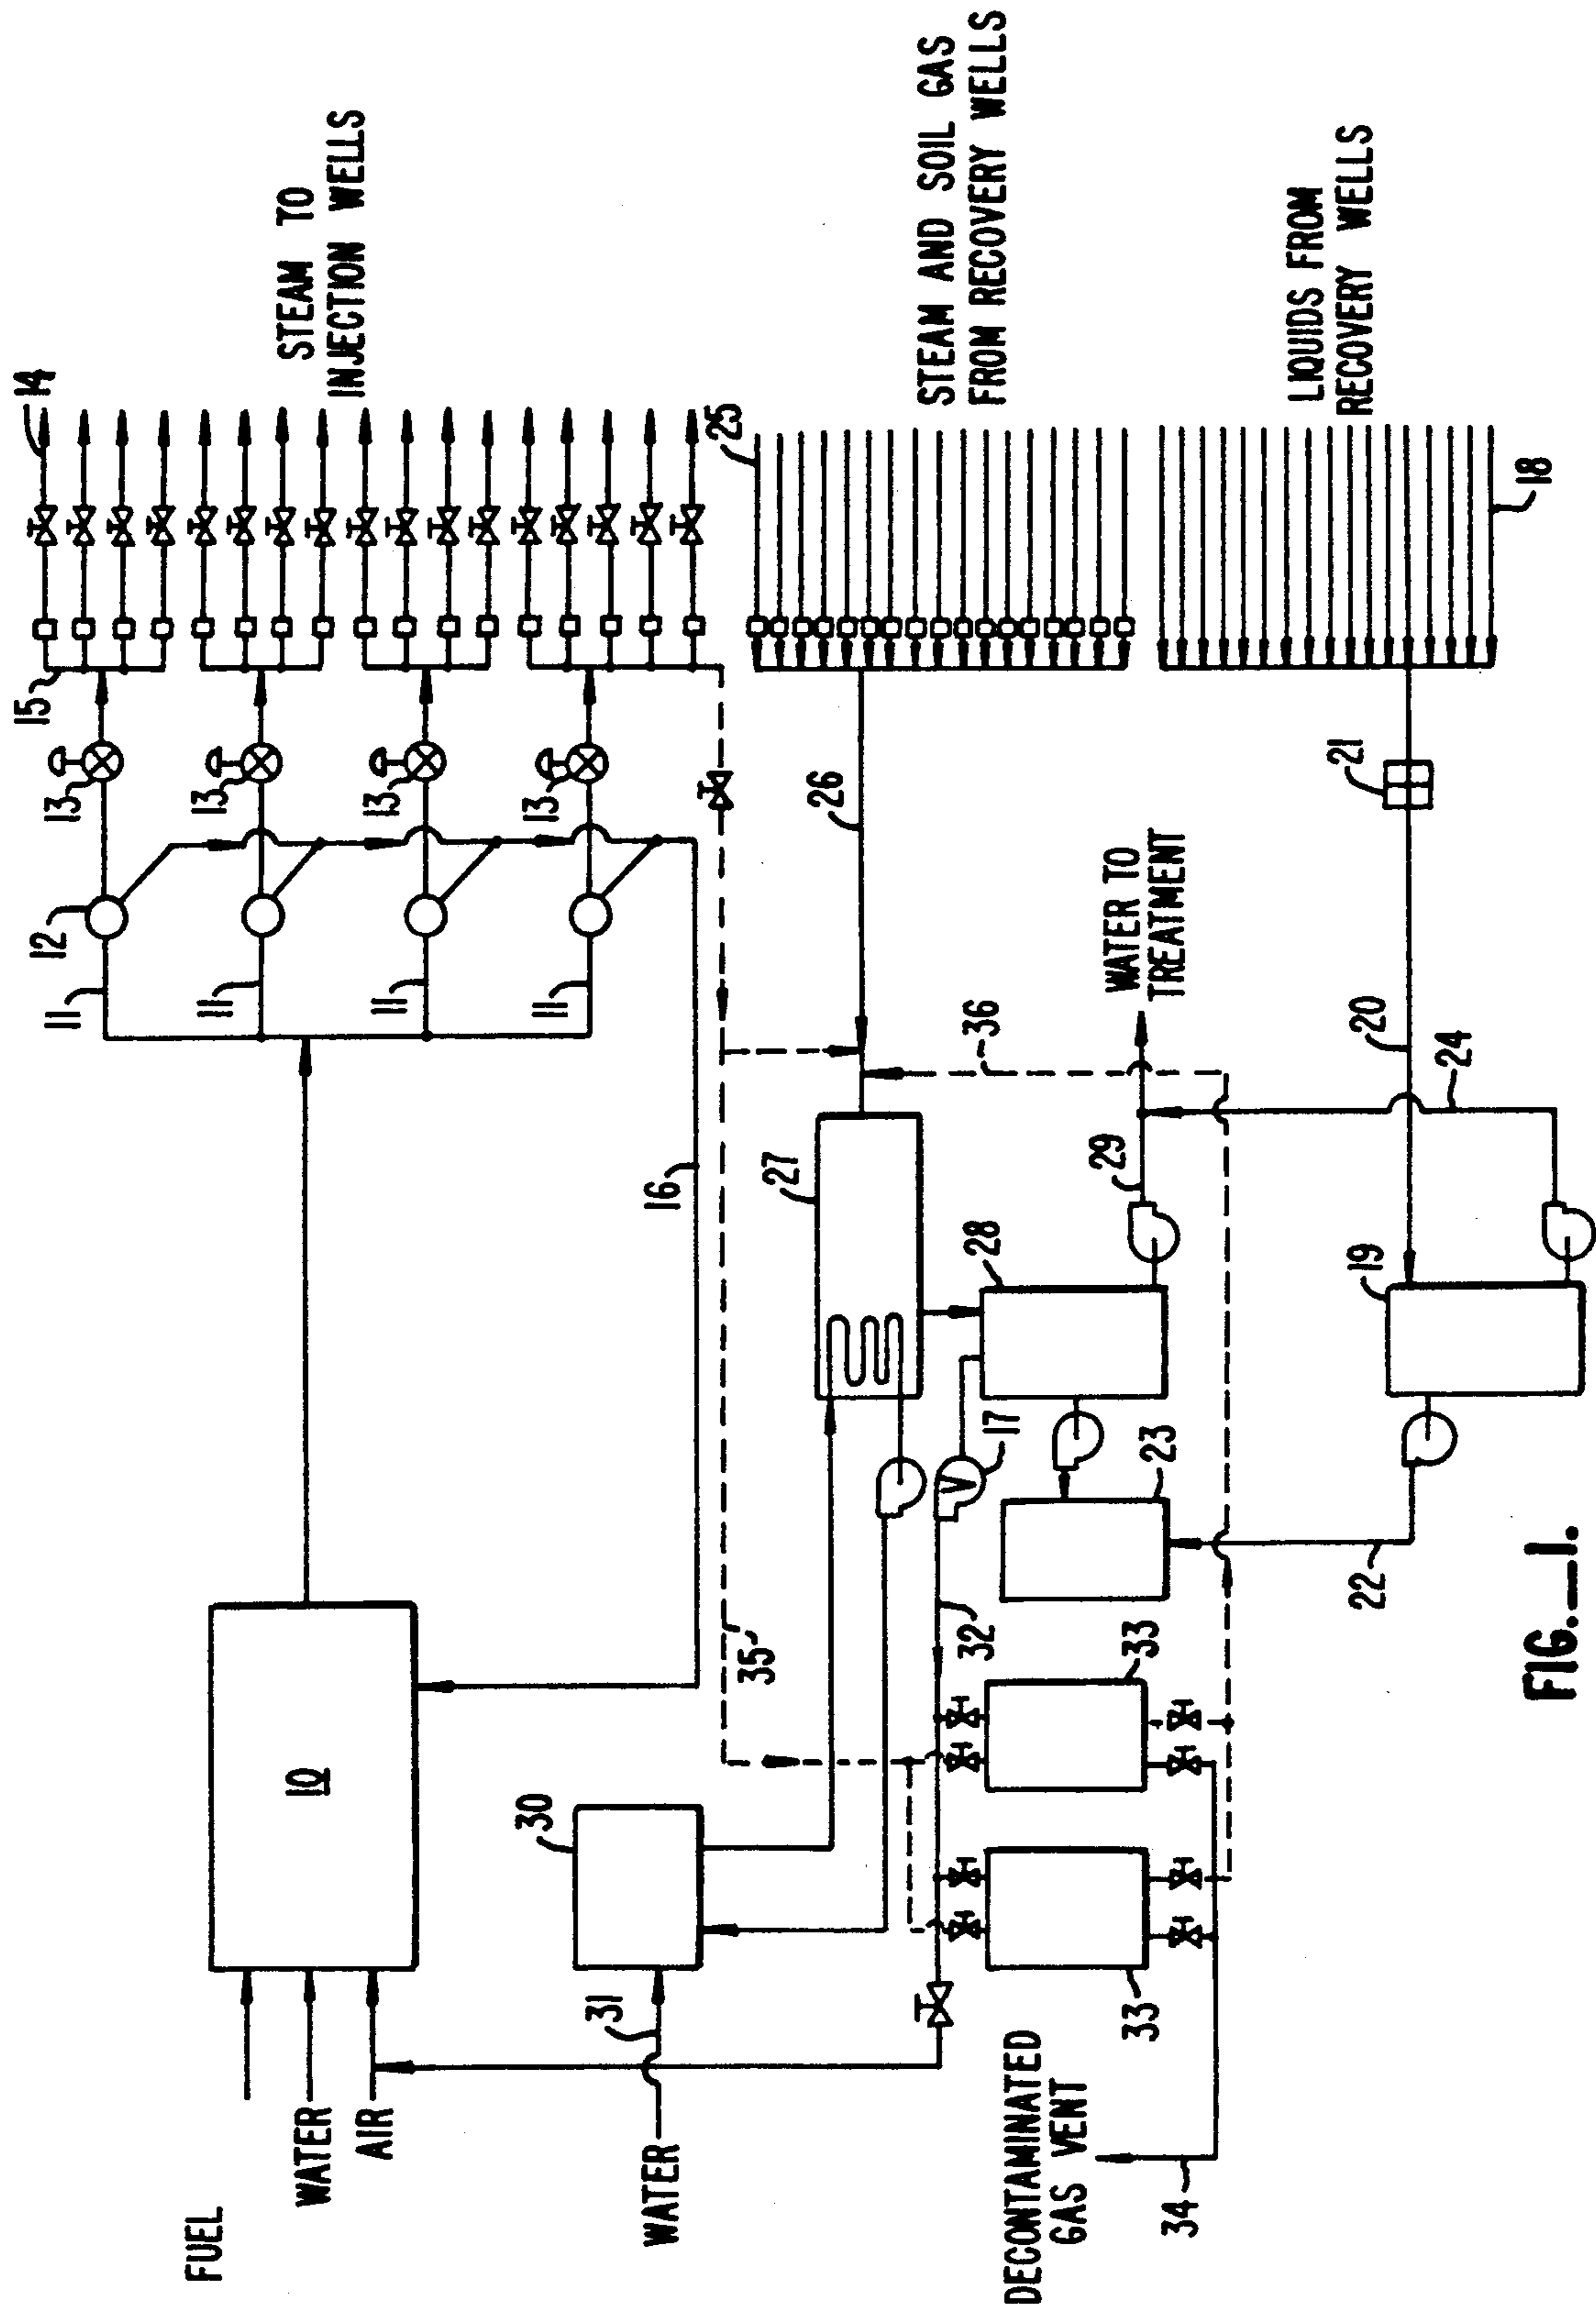 FUEL
WATER
AIR
10
11
11
11
11
12
13
13
13
13
14
15
STEAM TO
INJECTION WELLS
16
WATER
31
30
35
27
26
25
STEAM AND SOIL GAS
FROM RECOVERY WELLS
32
17
28
29
36
WATER TO
TREATMENT
23
33
33
DECONTAMINATED
GAS VENT
34
22
19
20
24
21
18
LIQUIDS FROM
RECOVERY WELLS
FIG._1.